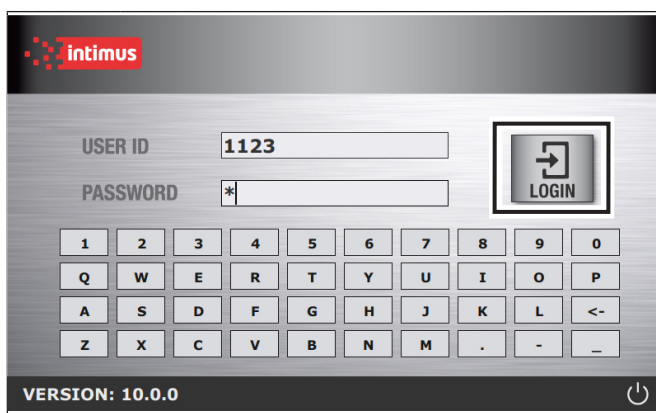 intimus
USER ID 1123
PASSWORD *
LOGIN
1 2 3 4 5 6 7 8 9 0
Q W E R T Y U I O P
A S D F G H J K L <-
Z X C V B N M . - _
VERSION: 10.0.0